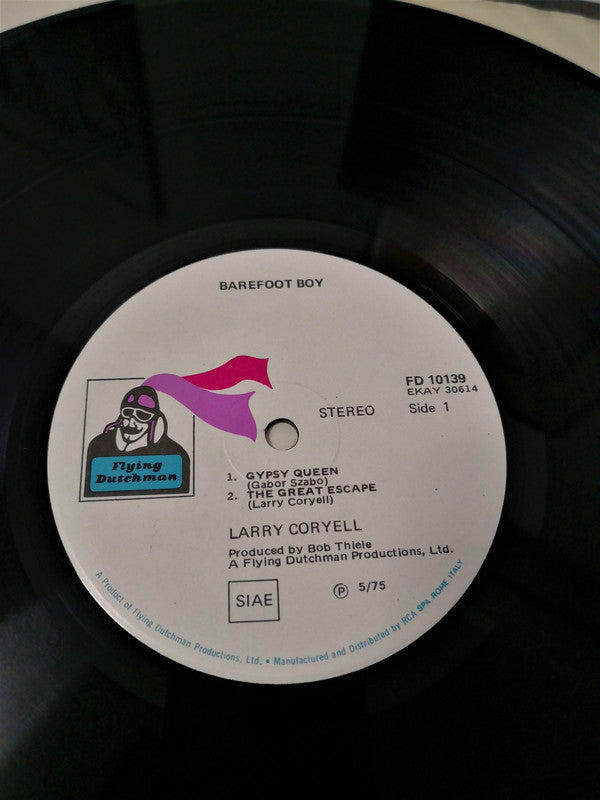 BAREFOOT BOY
FD 10139
EKAY 30614
STEREO
Side 1
Flying
Dutchman
1. GYPSY QUEEN
(Gabor Szabo)
2. THE GREAT ESCAPE
(Larry Coryell)
LARRY CORYELL
Produced by Bob Thiele
A Flying Dutchman Productions, Ltd.
SIAE
Ⓟ 5/75
A Product of Flying Dutchman Productions, Ltd. • Manufactured and Distributed by RCA SPA ROME ITALY